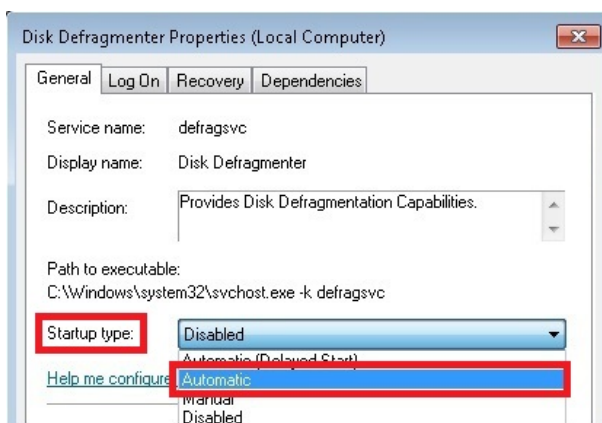 Disk Defragmenter Properties (Local Computer)
General Log On Recovery Dependencies
Service name: defragsvc
Display name: Disk Defragmenter
Description: Provides Disk Defragmentation Capabilities.
Path to executable:
C:\Windows\system32\svchost.exe -k defragsvc
Startup type: Disabled
Automatic (Delayed Start)
Help me configure Automatic
Manual
Disabled